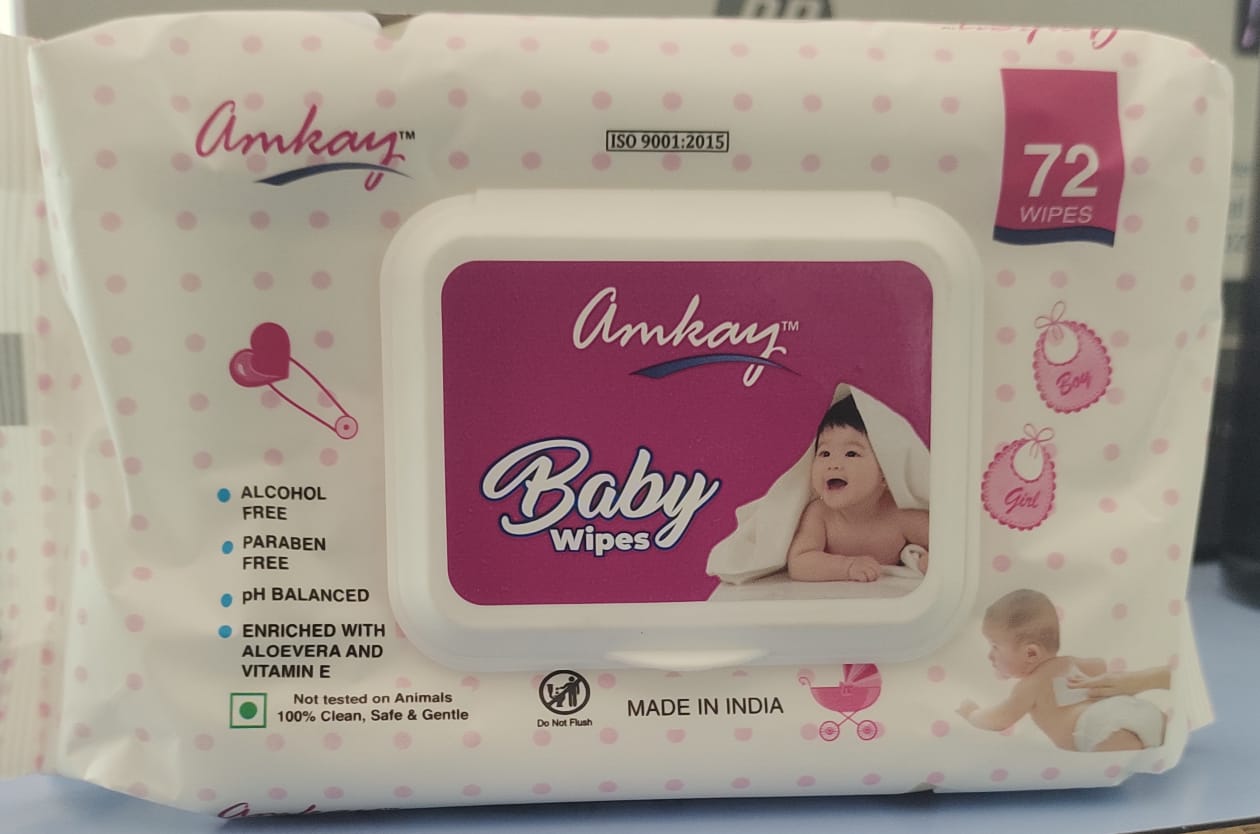 Amkay™
ISO 9001:2015
72
WIPES
Amkay™
Baby
Wipes
Boy
Girl
ALCOHOL
FREE
PARABEN
FREE
pH BALANCED
ENRICHED WITH
ALOEVERA AND
VITAMIN E
Not tested on Animals
100% Clean, Safe & Gentle
Do Not Flush
MADE IN INDIA
Amkay